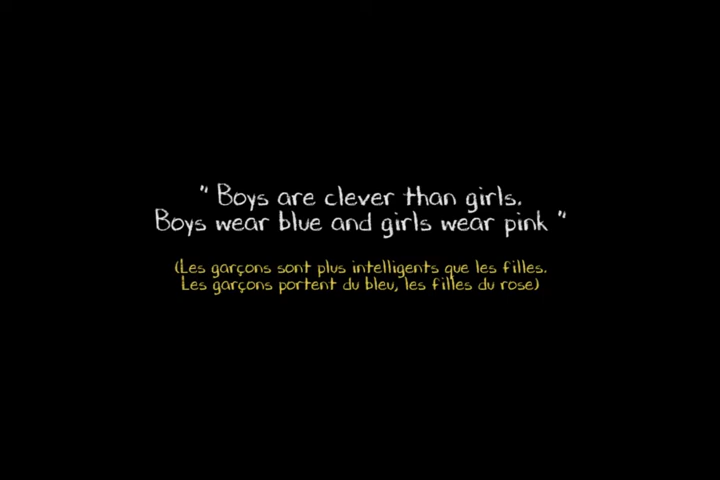 " Boys are clever than girls.
Boys wear blue and girls wear pink "
(Les garçons sont plus intelligents que les filles.
Les garçons portent du bleu, les filles du rose)